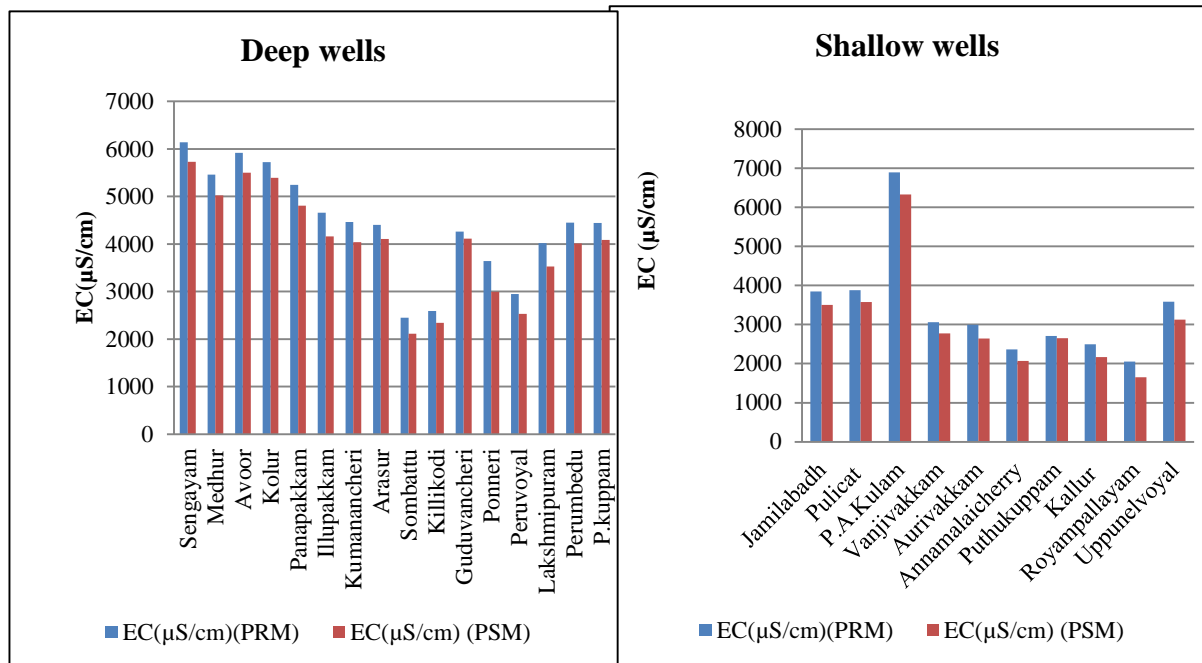 Deep wells
EC(µS/cm)
7000
6000
5000
4000
3000
2000
1000
0
Sengayam
Medhur
Avoor
Kolur
Panapakkam
Illupakkam
Kumanancheri
Arasur
Sombattu
Killikodi
Guduvancheri
Ponneri
Peruvoyal
Lakshmipuram
Perumbedu
P.kuppam
EC(µS/cm)(PRM)
EC(µS/cm) (PSM)
Shallow wells
EC (µS/cm)
8000
7000
6000
5000
4000
3000
2000
1000
0
Jamilabadh
Pulicat
P.A.Kulam
Vanjivakkam
Aurivakkam
Annamalaicherry
Puthukuppam
Kallur
Royampallayam
Uppunelvoyal
EC(µS/cm)(PRM)
EC(µS/cm) (PSM)